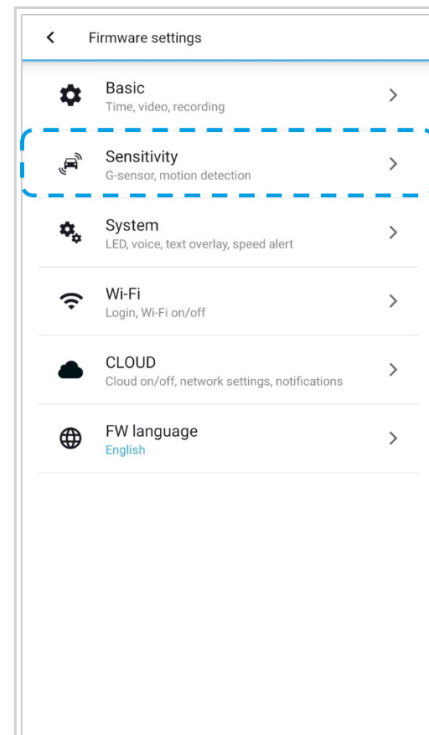 Firmware settings
Basic
Time, video, recording
Sensitivity
G-sensor, motion detection
System
LED, voice, text overlay, speed alert
Wi-Fi
Login, Wi-Fi on/off
CLOUD
Cloud on/off, network settings, notifications
FW language
English